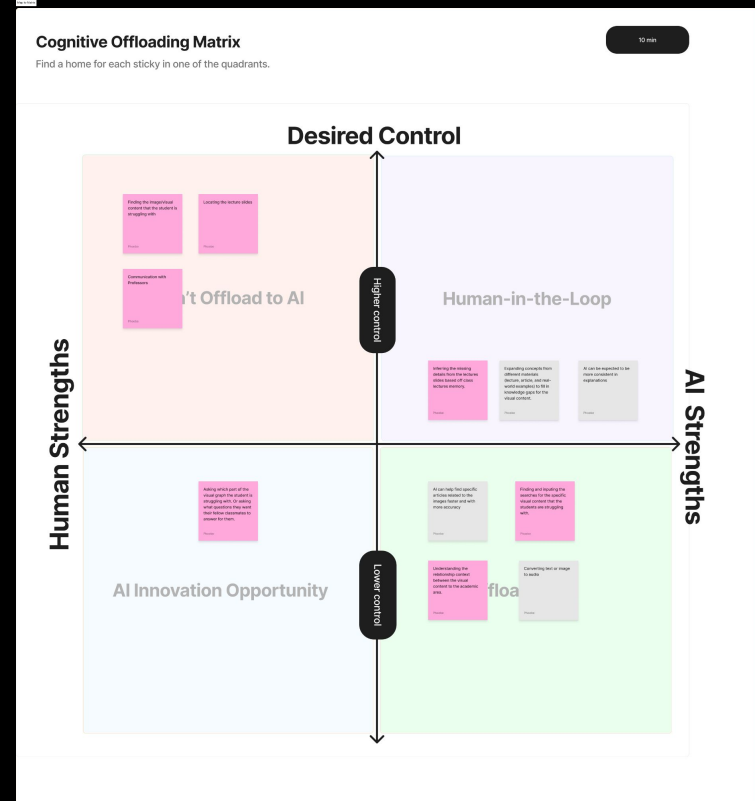 Cognitive Offloading Matrix
10 min
Find a home for each sticky in one of the quadrants.
Desired Control
Finding the image/visual
content that the student is
struggling with
Locating the lecture slides
Communication with
Professors
't Offload to AI
Higher control
Human-in-the-Loop
Human Strengths
AI Strengths
Inferring the missing
details from the lectures
slides based off class
lectures memory.
Expanding concepts from
different materials
(lecture, article, and real-
world examples) to fill in
knowledge gaps for the
visual content.
AI can be expected to be
more consistent in
explanations
Asking which part of the
visual graph the student is
struggling with. Or asking
what questions they want
their fellow classmates to
answer for them.
AI can help find specific
articles related to the
images faster and with
more accuracy
Finding and inputing the
searches for the specific
visual content that the
students are struggling
with.
AI Innovation Opportunity
Lower control
Understanding the
relationship context
between the visual
content to the academic
area.
floa
Converting text or image
to audio